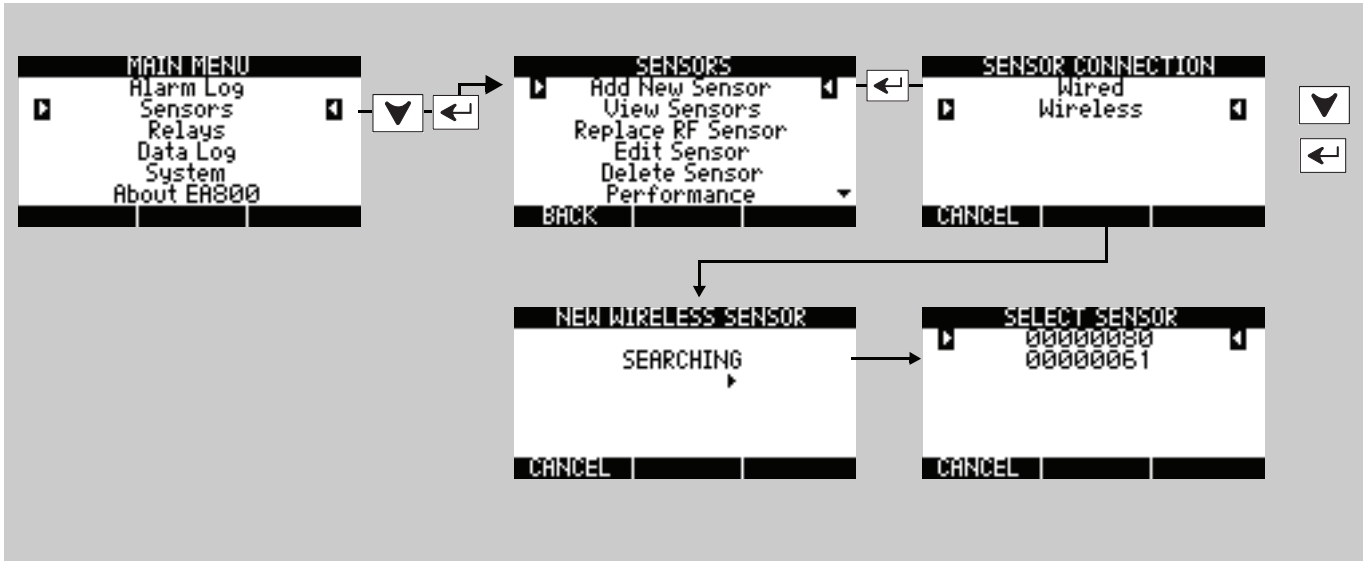 MAIN MENU
Alarm Log
Sensors
Relays
Data Log
System
About EA800
SENSORS
Add New Sensor
View Sensors
Replace RF Sensor
Edit Sensor
Delete Sensor
Performance
BACK
SENSOR CONNECTION
Wired
Wireless
CANCEL
NEW WIRELESS SENSOR
SEARCHING
CANCEL
SELECT SENSOR
00000080
00000061
CANCEL